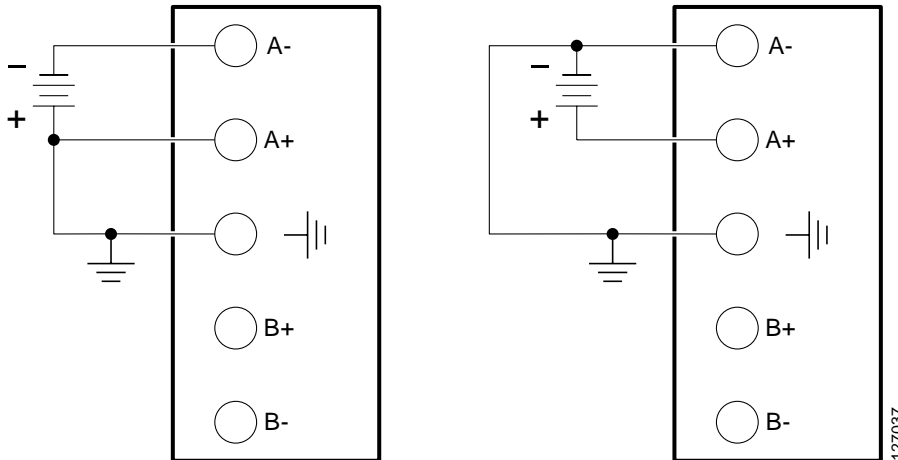 A-
−
+
A+
B+
B-
A-
−
+
A+
B+
B-
127037